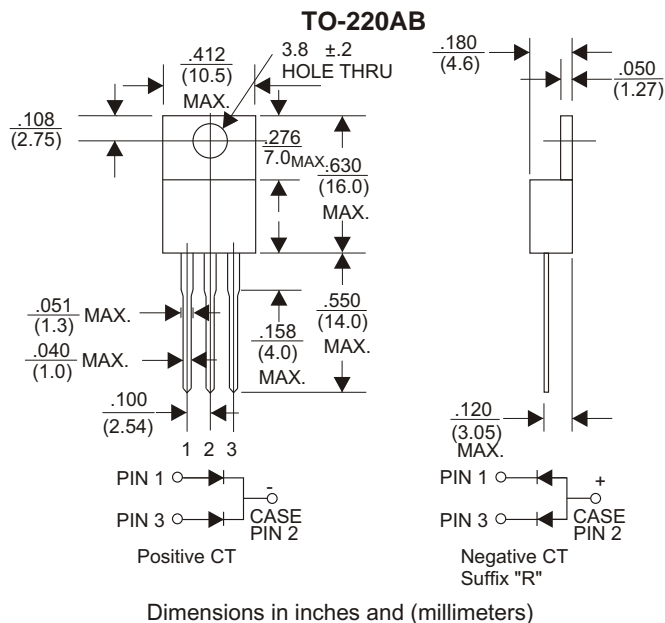 TO-220AB
.412
(10.5)
MAX.
3.8 ±.2
HOLE THRU
.108
(2.75)
.276
7.0 MAX.
.630
(16.0)
MAX.
.051
(1.3) MAX.
.040
(1.0) MAX.
.158
(4.0)
MAX.
.550
(14.0)
MAX.
.100
(2.54)
1 2 3
PIN 1
PIN 3
-
CASE
PIN 2
Positive CT
.180
(4.6)
.050
(1.27)
.120
(3.05)
MAX.
PIN 1
PIN 3
+
CASE
PIN 2
Negative CT
Suffix "R"
Dimensions in inches and (millimeters)